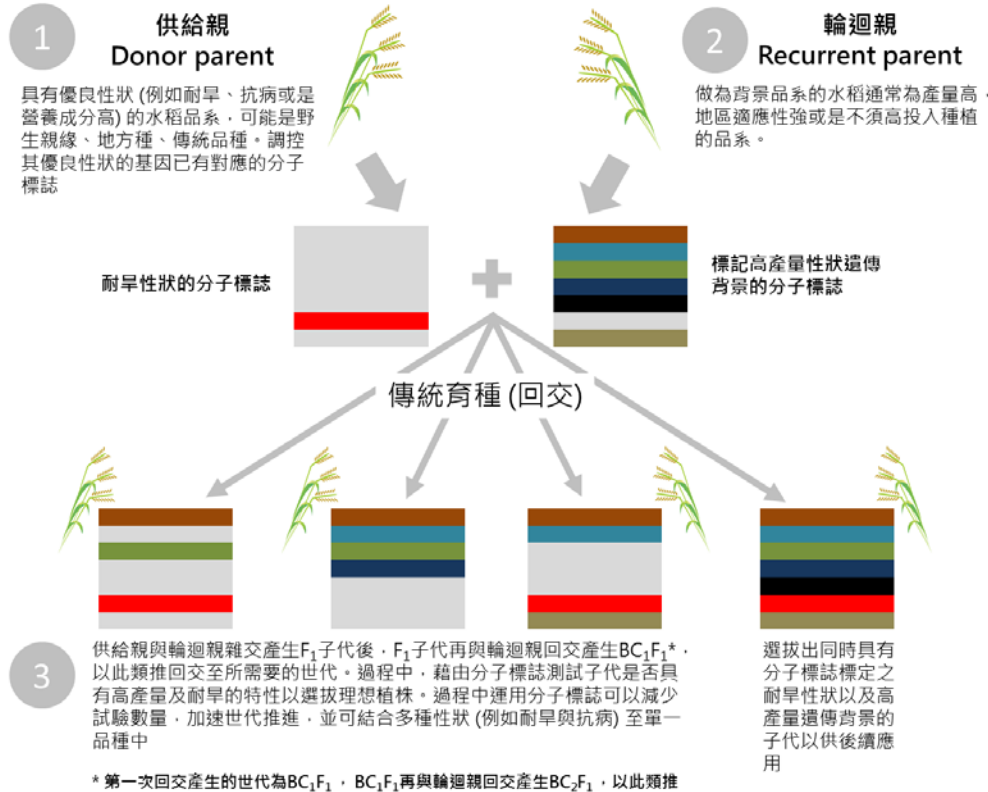 1
供給親
Donor parent
具有優良性狀 (例如耐旱、抗病或是
營養成分高) 的水稻品系，可能是野
生親緣、地方種、傳統品種。調控
其優良性狀的基因已有對應的分子
標誌
2
輪迴親
Recurrent parent
做為背景品系的水稻通常為產量高，
地區適應性強或是不須高投入種植
的品系。
耐旱性狀的分子標誌
標記高產量性狀遺傳
背景的分子標誌
傳統育種 (回交)
3
供給親與輪迴親雜交產生F₁子代後，F₁子代再與輪迴親回交產生BC₁F₁*，
以此類推回交至所需要的世代。過程中，藉由分子標誌測試子代是否具
有高產量及耐旱的特性以選拔理想植株。過程中運用分子標誌可以減少
試驗數量，加速世代推進，並可結合多種性狀 (例如耐旱與抗病) 至單一
品種中
* 第一次回交產生的世代為BC₁F₁，BC₁F₁再與輪迴親回交產生BC₂F₁，以此類推
選拔出同時具有
分子標誌標定之
耐旱性狀以及高
產量遺傳背景的
子代以供後續應
用